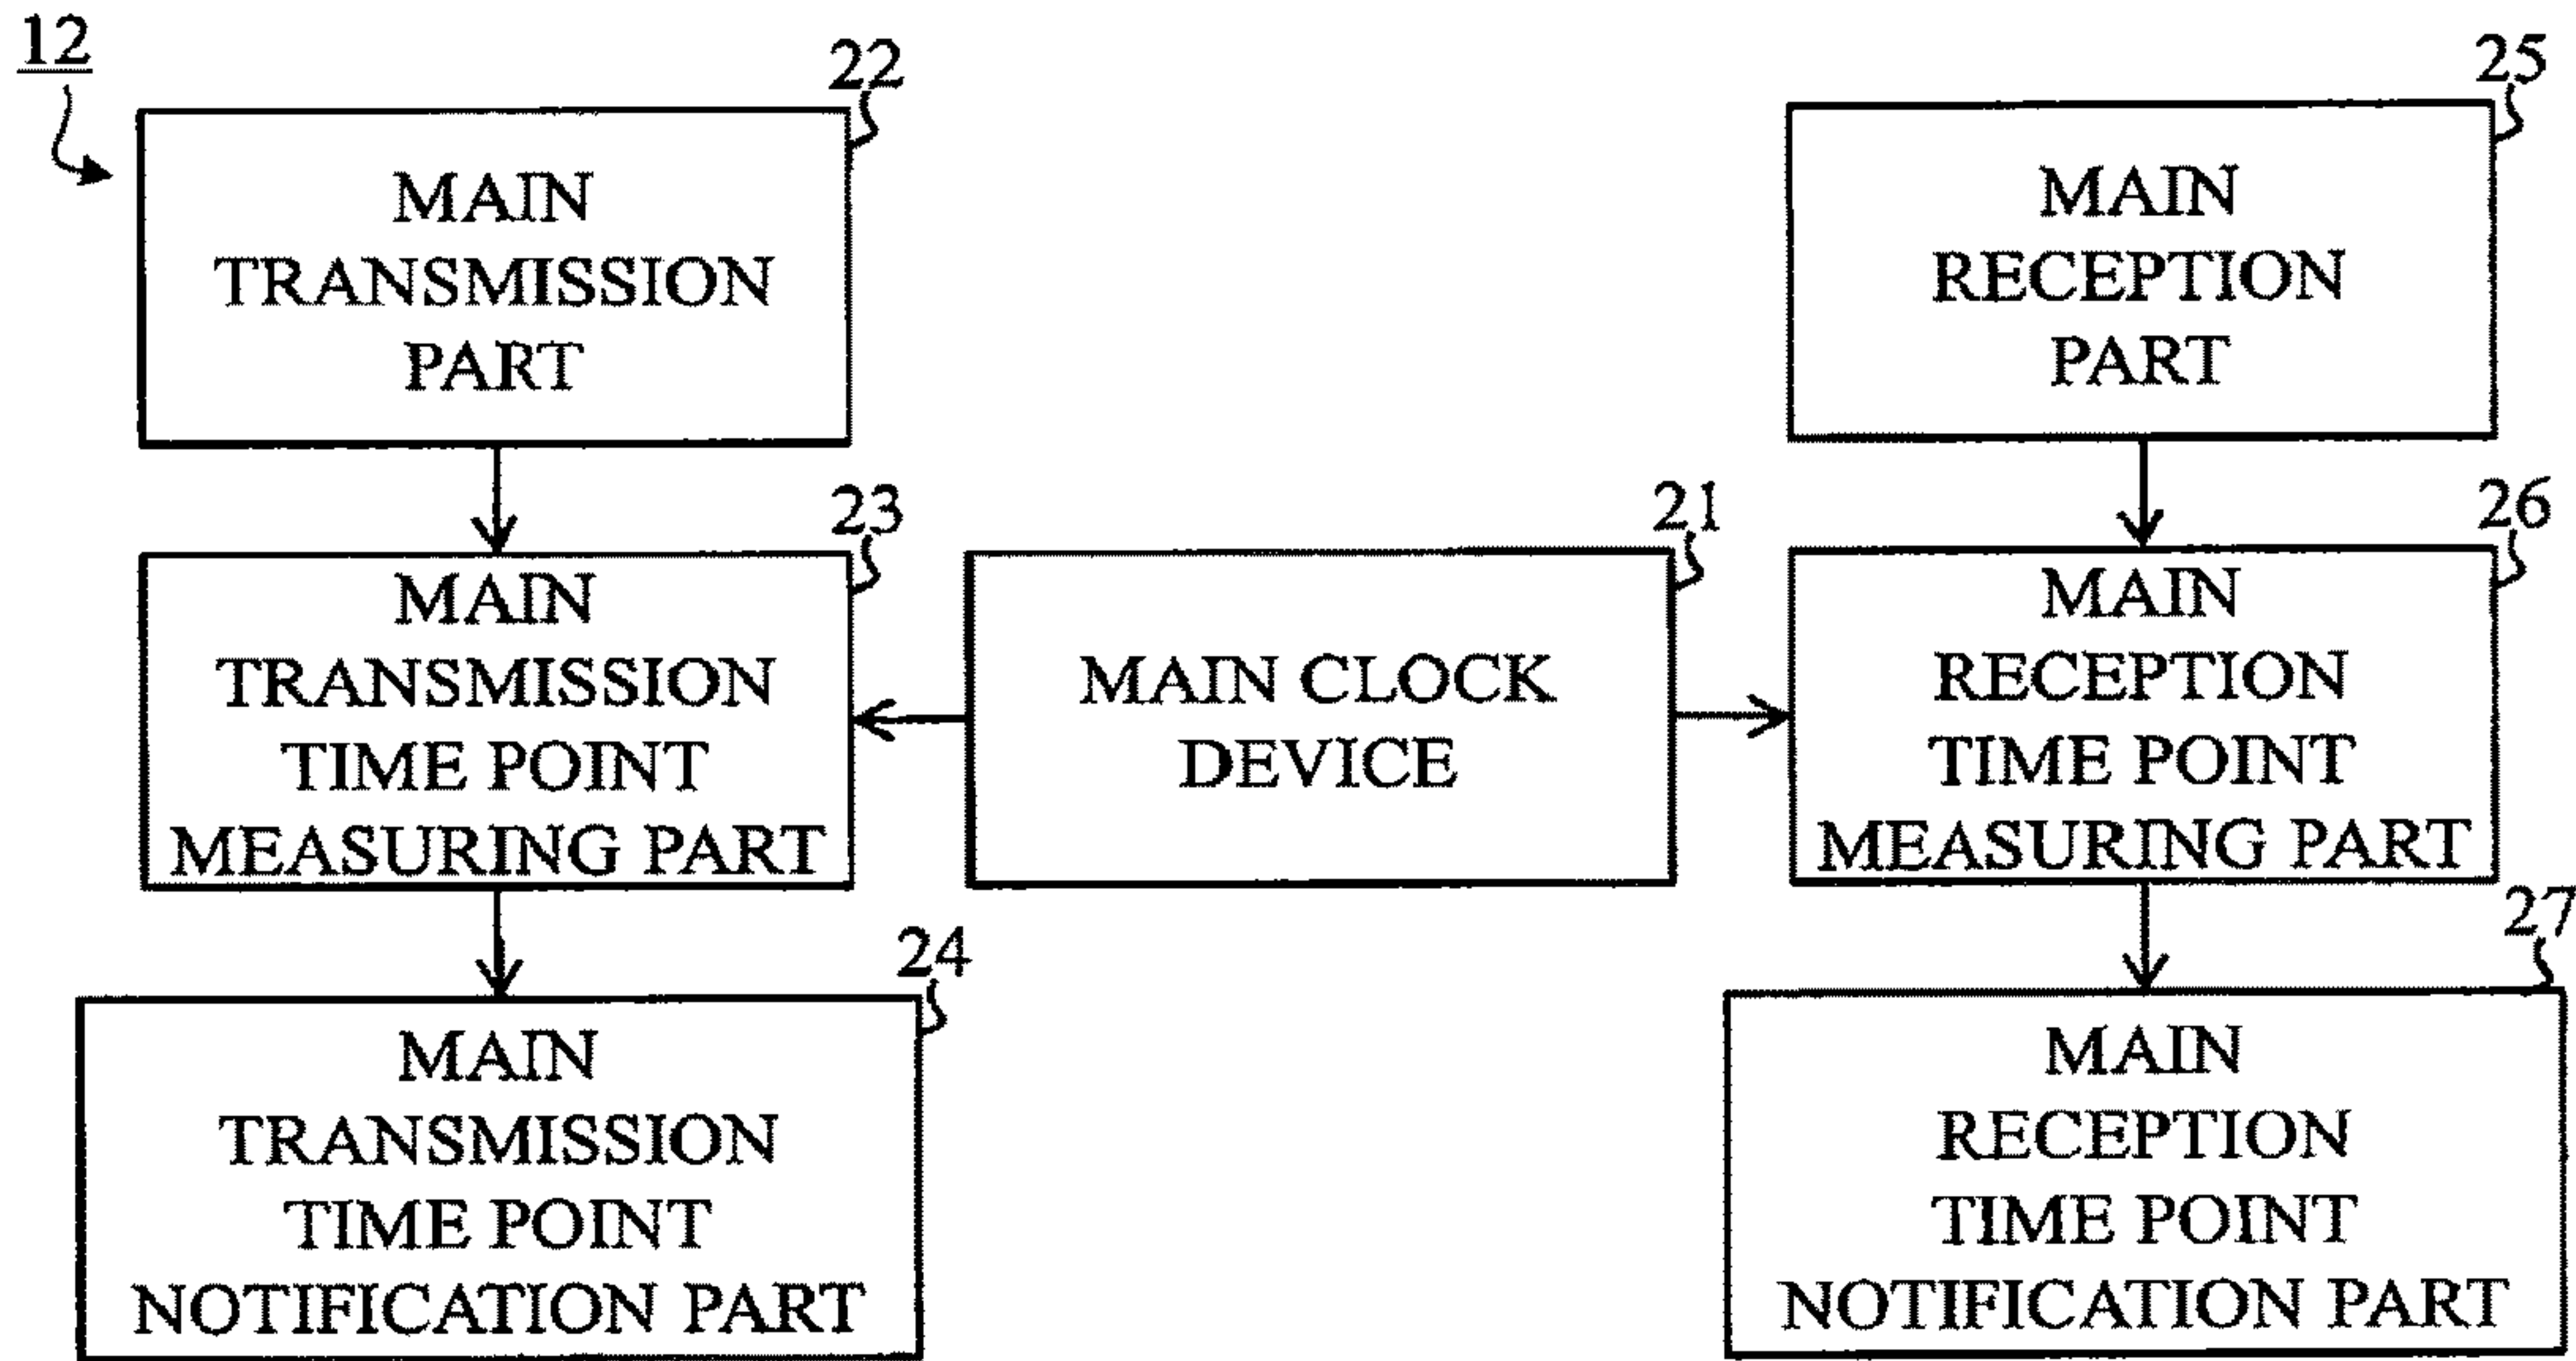 12
22
MAIN
TRANSMISSION
PART
25
MAIN
RECEPTION
PART
23
MAIN
TRANSMISSION
TIME POINT
MEASURING PART
21
MAIN CLOCK
DEVICE
26
MAIN
RECEPTION
TIME POINT
MEASURING PART
24
MAIN
TRANSMISSION
TIME POINT
NOTIFICATION PART
27
MAIN
RECEPTION
TIME POINT
NOTIFICATION PART